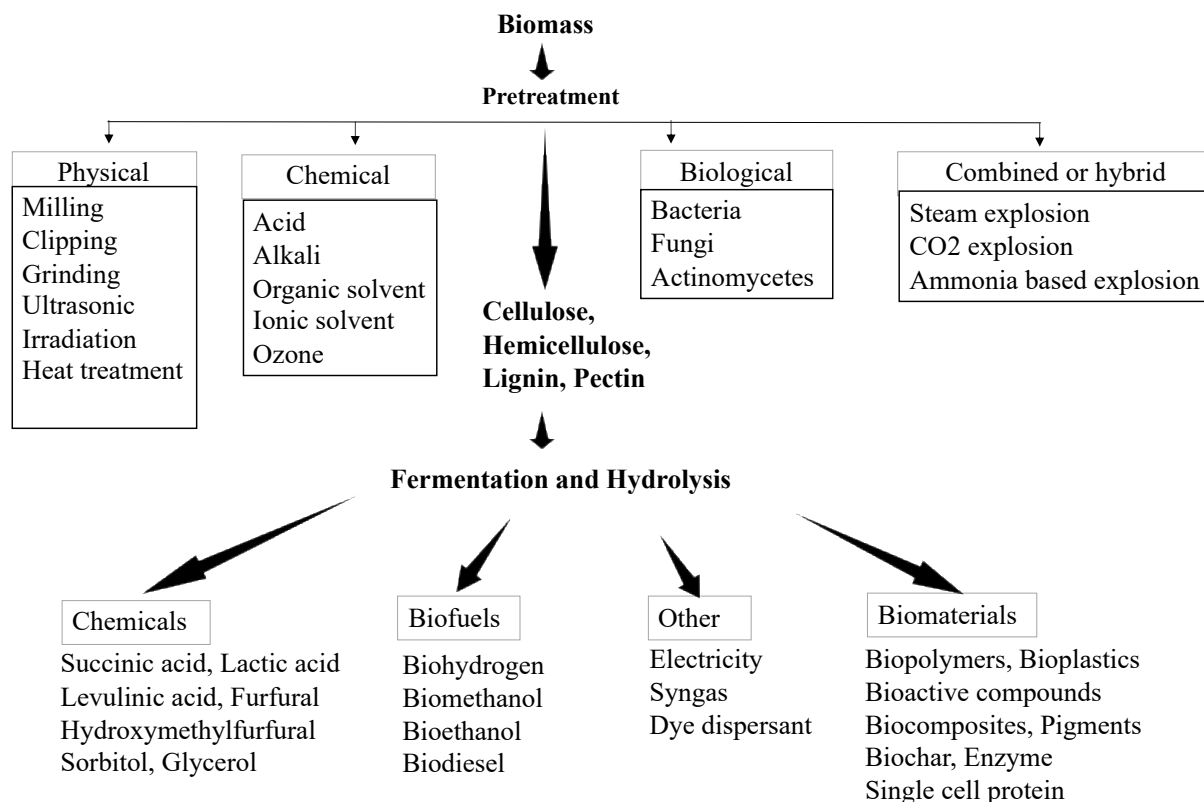 Biomass
Pretreatment
Physical
Milling
Clipping
Grinding
Ultrasonic
Irradiation
Heat treatment
Chemical
Acid
Alkali
Organic solvent
Ionic solvent
Ozone
Biological
Bacteria
Fungi
Actinomycetes
Combined or hybrid
Steam explosion
CO2 explosion
Ammonia based explosion
Cellulose,
Hemicellulose,
Lignin, Pectin
Fermentation and Hydrolysis
Chemicals
Succinic acid, Lactic acid
Levulinic acid, Furfural
Hydroxymethylfurfural
Sorbitol, Glycerol
Biofuels
Biohydrogen
Biomethanol
Bioethanol
Biodiesel
Other
Electricity
Syngas
Dye dispersant
Biomaterials
Biopolymers, Bioplastics
Bioactive compounds
Biocomposites, Pigments
Biochar, Enzyme
Single cell protein